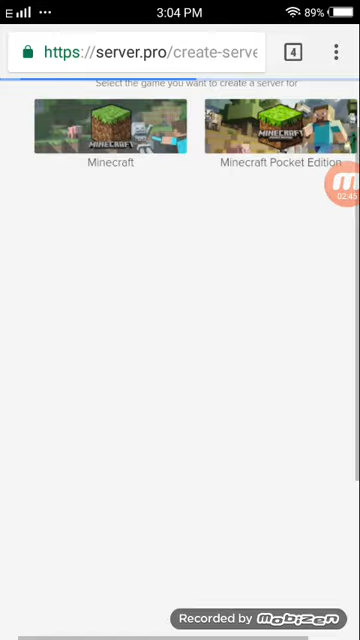 E 3:04 PM 89%
https://server.pro/create-serve 4
Select the game you want to create a server for
MINECRAFT MINECRAFT
Minecraft Minecraft Pocket Edition
02:45
Recorded by mobizen